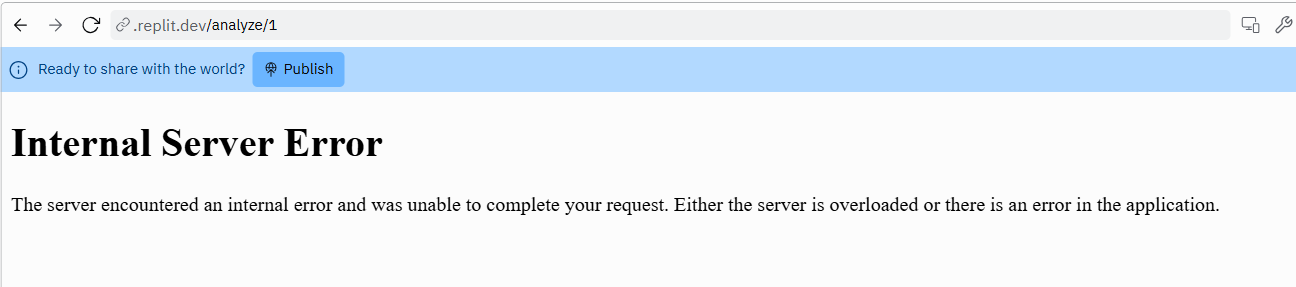 .replit.dev/analyze/1
Ready to share with the world? Publish
Internal Server Error
The server encountered an internal error and was unable to complete your request. Either the server is overloaded or there is an error in the application.